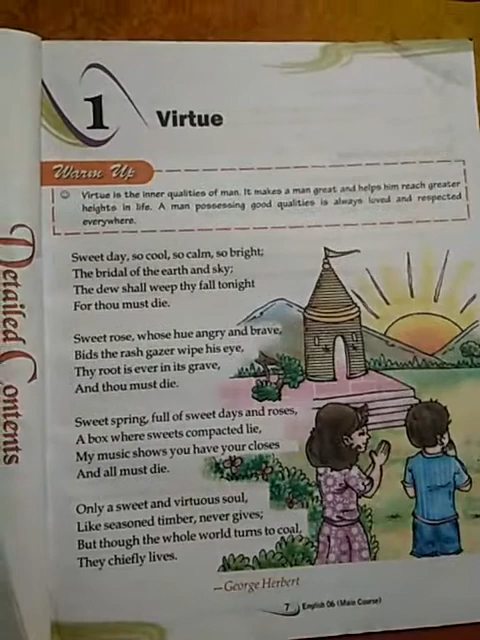 1
Virtue
Warm Up
Virtue is the inner qualities of man. It makes a man great and helps him reach greater
heights in life. A man possessing good qualities is always loved and respected
everywhere.
Sweet day, so cool, so calm, so bright;
The bridal of the earth and sky;
The dew shall weep thy fall tonight
For thou must die.
Sweet rose, whose hue angry and brave,
Bids the rash gazer wipe his eye,
Thy root is ever in its grave,
And thou must die.
Sweet spring, full of sweet days and roses,
A box where sweets compacted lie,
My music shows you have your closes
And all must die.
Only a sweet and virtuous soul,
Like seasoned timber, never gives;
But though the whole world turns to coal,
They chiefly lives.
—George Herbert
7 English 06 (Main Course)
Detailed Contents